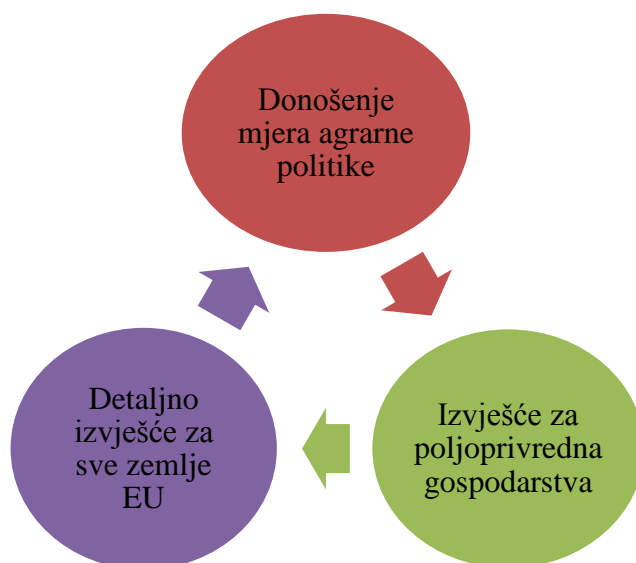 Donošenje
mjera agrarne
politike
Detaljno
izvješće za
sve zemlje
EU
Izvješće za
poljoprivredna
gospodarstva